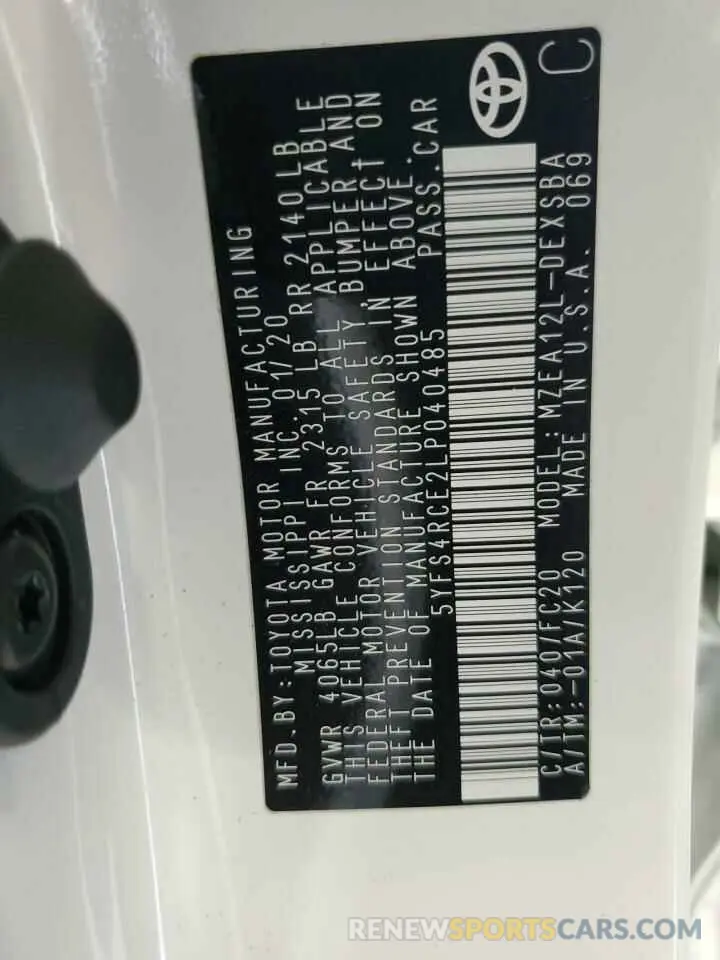 MFD.BY:TOYOTA MOTOR MANUFACTURING
MISSISSIPPI INC.01/20
GVWR 4065LB GAWR FR 2315 LB RR 2140LB
THIS VEHICLE CONFORMS TO ALL APPLICABLE
FEDERAL MOTOR VEHICLE SAFETY,BUMPER,AND
THEFT PREVENTION STANDARDS IN EFFECT ON
THE DATE OF MANUFACTURE SHOWN ABOVE.
5YFS4RCE2LP040485 PASS.CAR
C
C/TR:040/FC20 MODEL:MZEA12L-DEXSBA
A/TM:-01A/K120 MADE IN U.S.A. 069
RENEWSPORTSCARS.COM